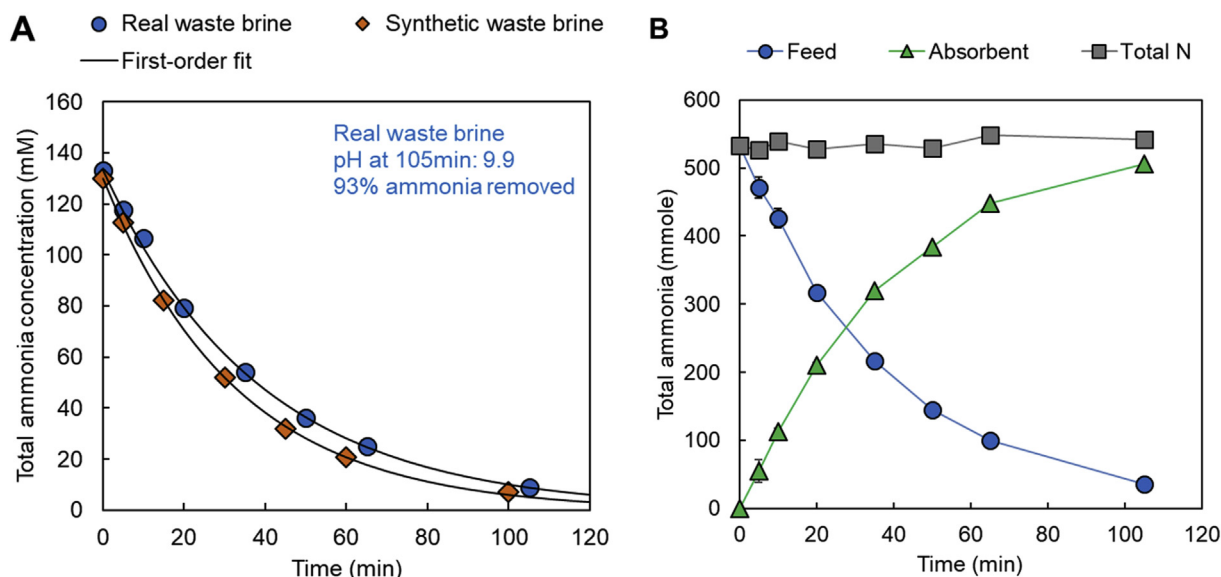 A
Real waste brine
Synthetic waste brine
First-order fit
Total ammonia concentration (mM)
160
140
120
100
80
60
40
20
0
Real waste brine
pH at 105min: 9.9
93% ammonia removed
0 20 40 60 80 100 120
Time (min)
B
Feed
Absorbent
Total N
Total ammonia (mmole)
600
500
400
300
200
100
0
0 20 40 60 80 100 120
Time (min)